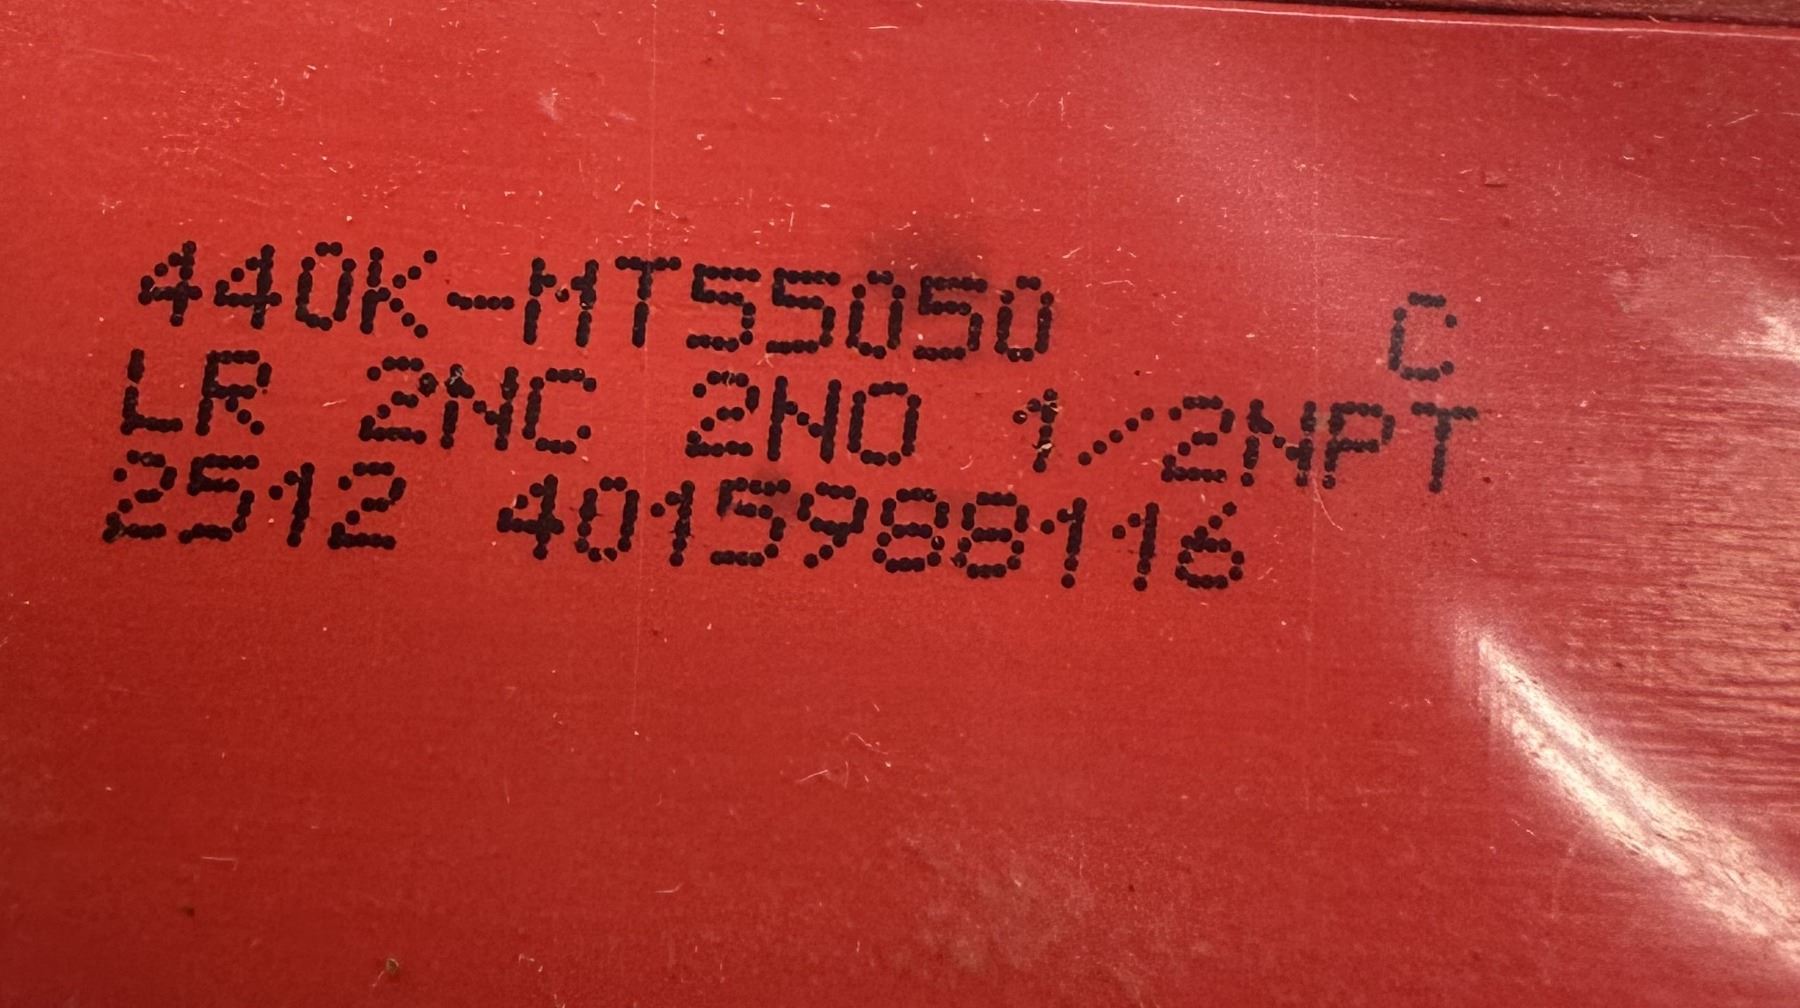 440K-MT55050 C
LR 2NC 2NO 1/2NPT
2512 4015988116